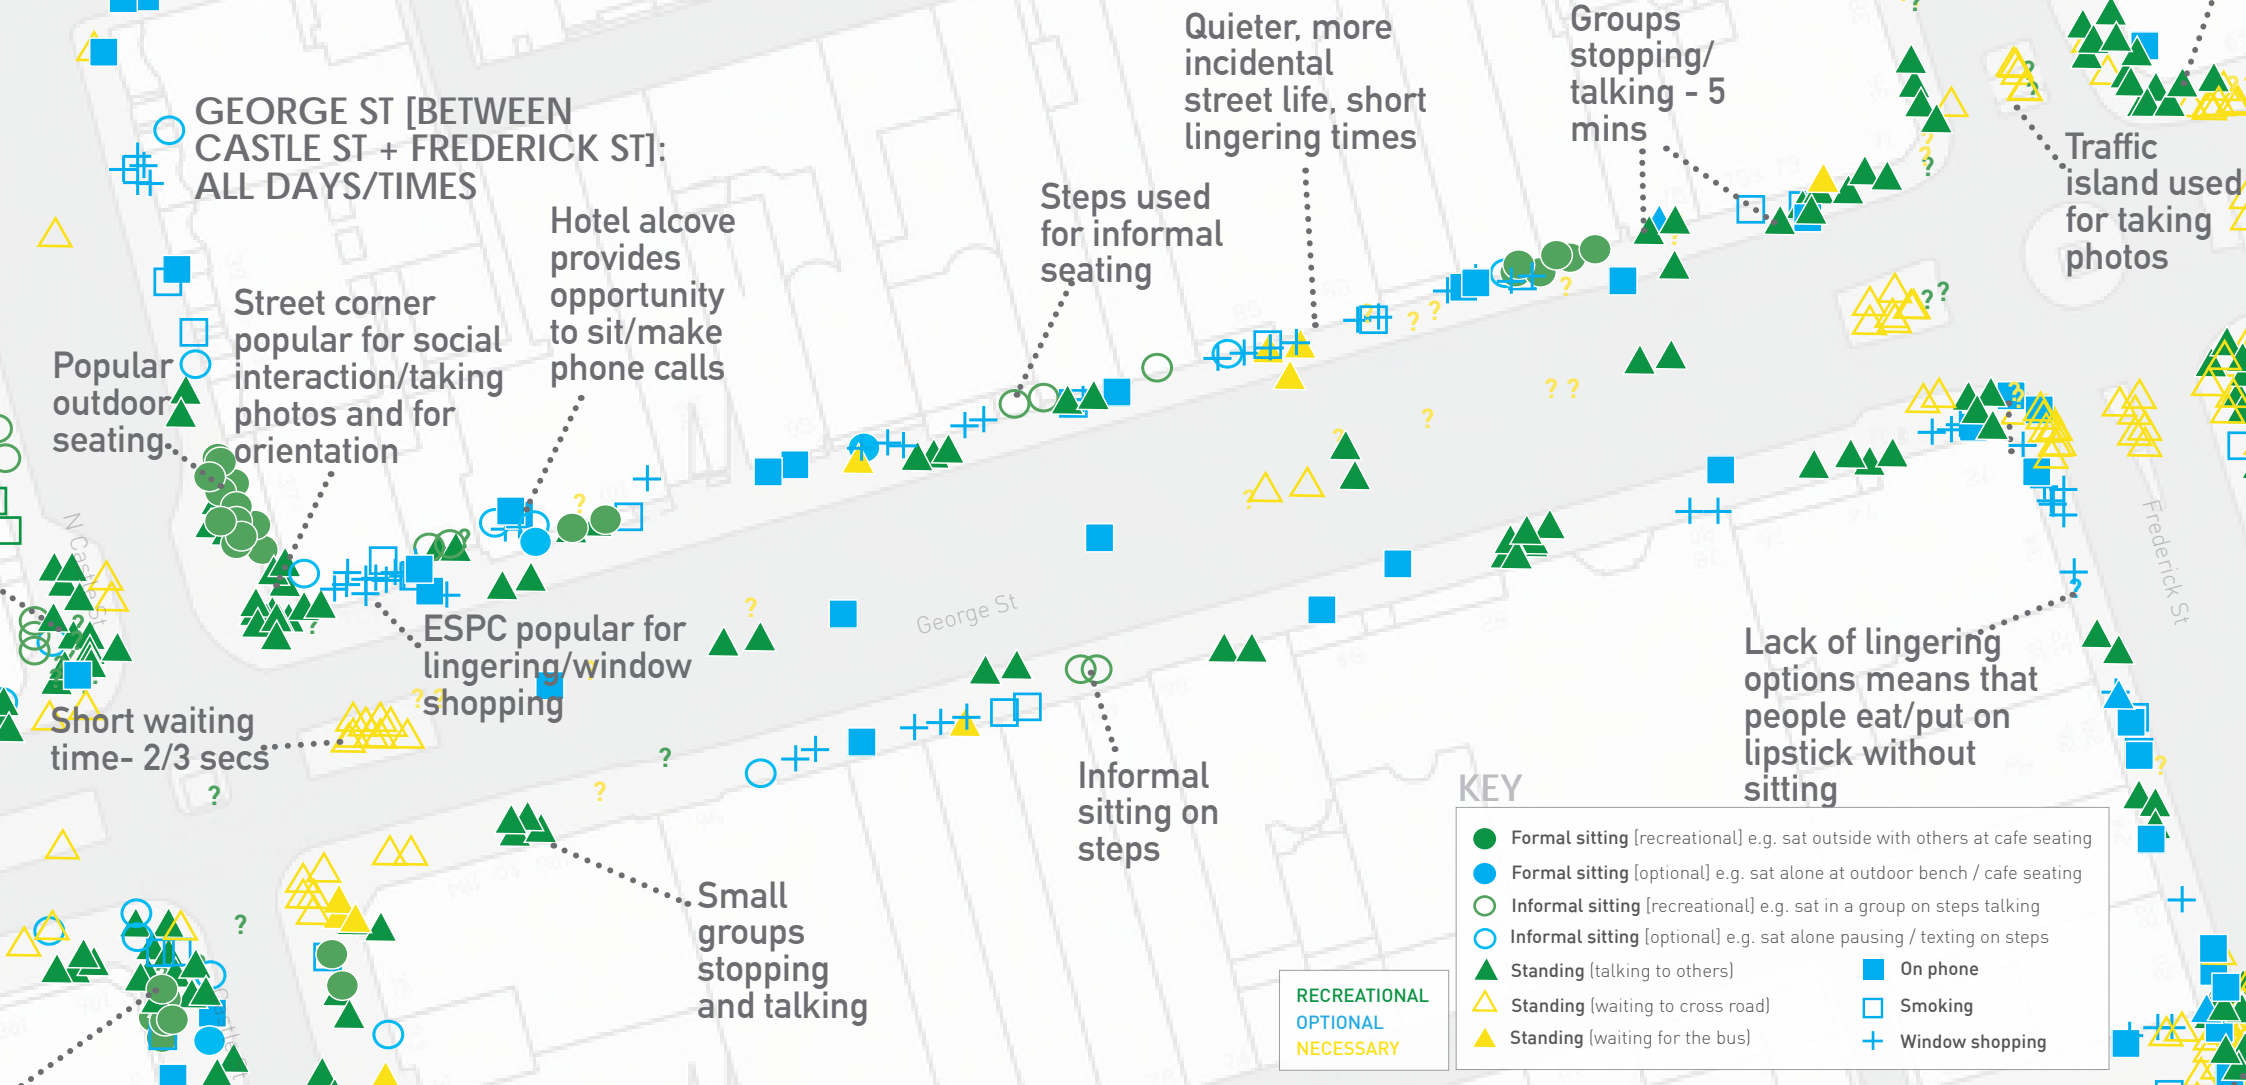 GEORGE ST [BETWEEN
CASTLE ST + FREDERICK ST]:
ALL DAYS/TIMES
Quieter, more
incidental
street life, short
lingering times
Groups
stopping/
talking - 5
mins
Traffic
island used
for taking
photos
Steps used
for informal
seating
Hotel alcove
provides
opportunity
to sit/make
phone calls
Street corner
popular for social
interaction/taking
photos and for
orientation
Popular
outdoor
seating
N Castle St
George St
Frederick St
ESPC popular for
lingering/window
shopping
Short waiting
time- 2/3 secs
Lack of lingering
options means that
people eat/put on
lipstick without
sitting
Informal
sitting on
steps
Small
groups
stopping
and talking
KEY
Formal sitting [recreational] e.g. sat outside with others at cafe seating
Formal sitting [optional] e.g. sat alone at outdoor bench / cafe seating
Informal sitting [recreational] e.g. sat in a group on steps talking
Informal sitting [optional] e.g. sat alone pausing / texting on steps
Standing (talking to others)
Standing (waiting to cross road)
Standing (waiting for the bus)
On phone
Smoking
Window shopping
RECREATIONAL
OPTIONAL
NECESSARY